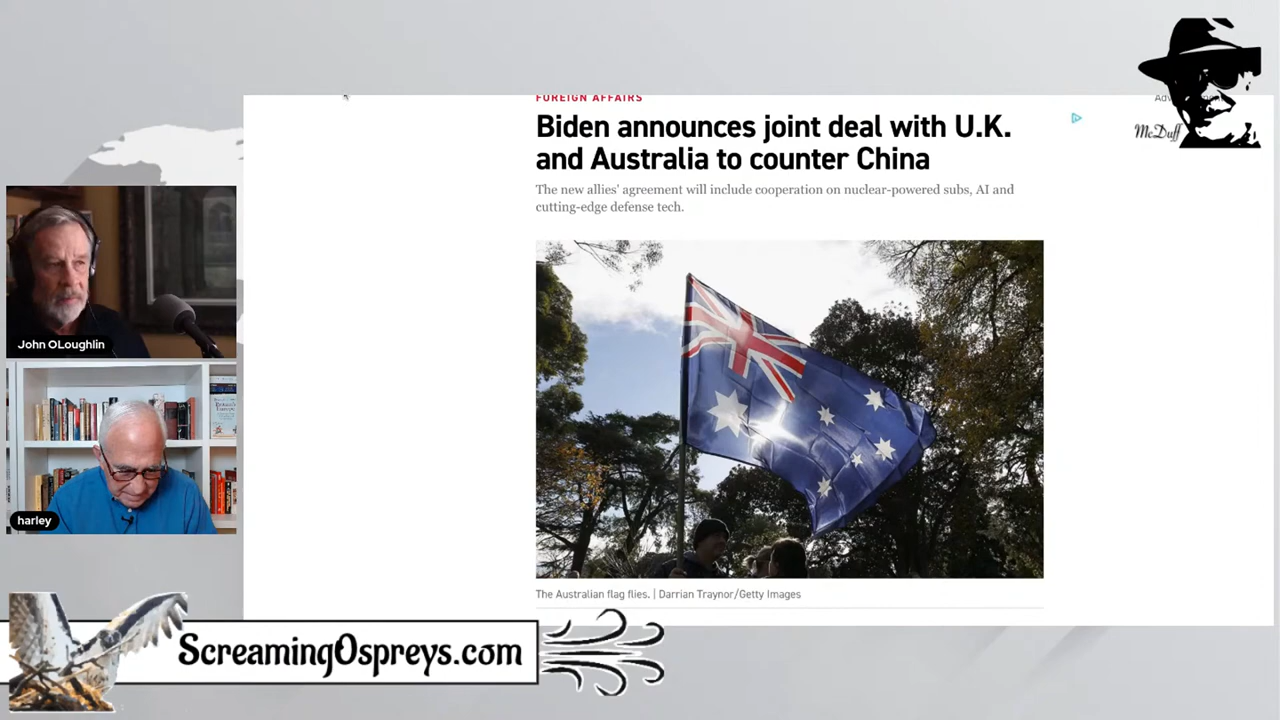 FOREIGN AFFAIRS
Biden announces joint deal with U.K.
and Australia to counter China
The new allies' agreement will include cooperation on nuclear-powered subs, AI and
cutting-edge defense tech.
McDuff
John OLoughlin
harley
The Australian flag flies. | Darrian Traynor/Getty Images
ScreamingOspreys.com